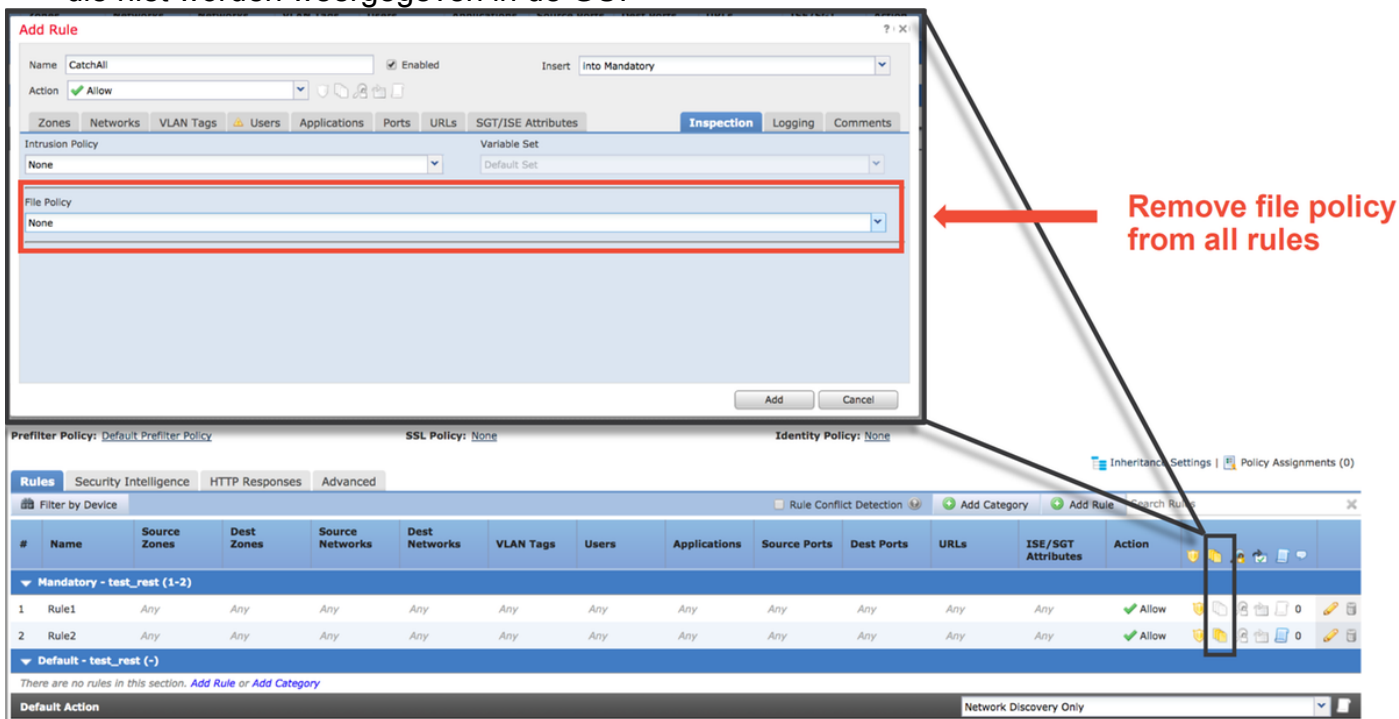 Add Rule
Name CatchAll Enabled Insert into Mandatory
Action Allow
Zones Networks VLAN Tags Users Applications Ports URLs SGT/ISE Attributes Inspection Logging Comments
Intrusion Policy Variable Set
None Default Set
File Policy
None
Remove file policy
from all rules
Add Cancel
Prefilter Policy: Default Prefilter Policy SSL Policy: None Identity Policy: None
Inheritance Settings | Policy Assignments (0)
Rules Security Intelligence HTTP Responses Advanced
Filter by Device Rule Conflict Detection Add Category Add Rule Search Rules
# Name Source Zones Dest Zones Source Networks Dest Networks VLAN Tags Users Applications Source Ports Dest Ports URLs ISE/SGT Attributes Action
Mandatory - test_rest (1-2)
1 Rule1 Any Any Any Any Any Any Any Any Any Any Any Allow 0
2 Rule2 Any Any Any Any Any Any Any Any Any Any Any Allow 0
Default - test_rest (-)
There are no rules in this section. Add Rule or Add Category
Default Action Network Discovery Only